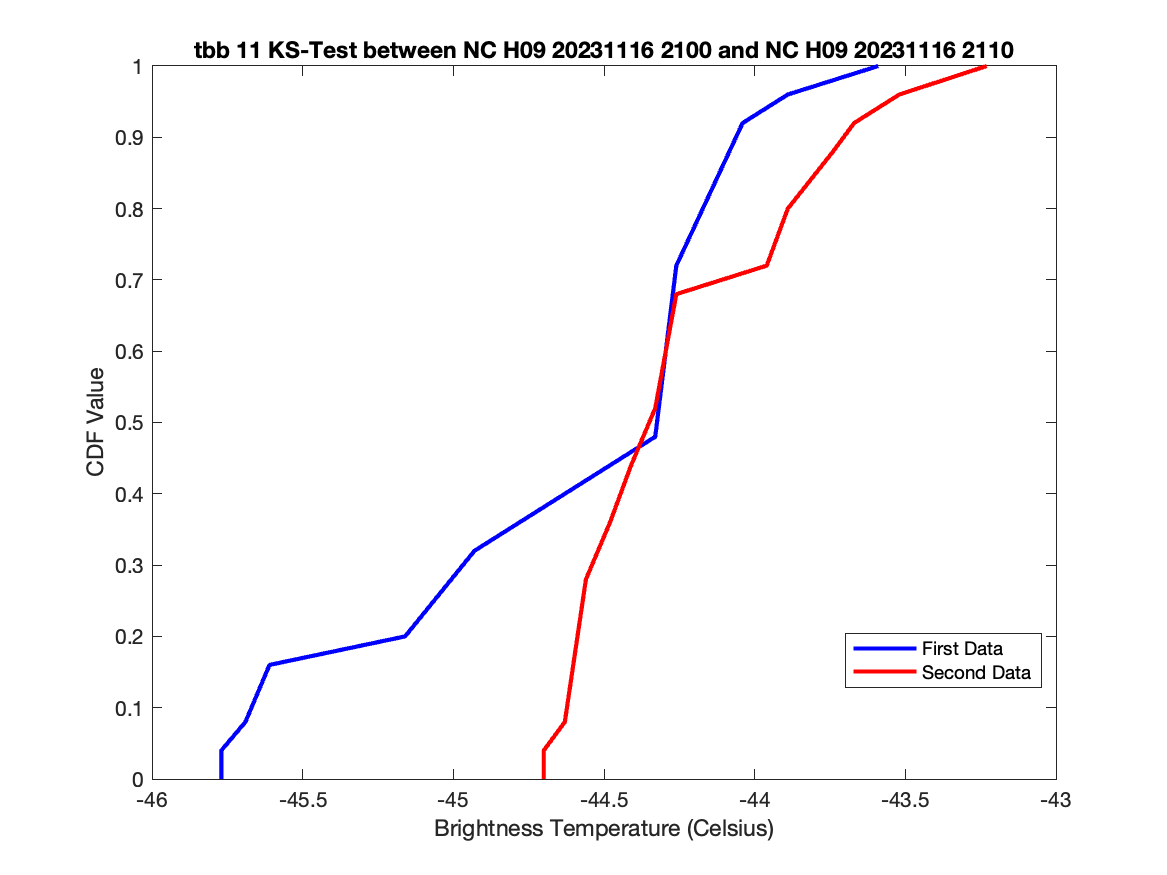 tbb 11 KS-Test between NC H09 20231116 2100 and NC H09 20231116 2110
1
0.9
0.8
0.7
0.6
0.5
0.4
0.3
0.2
0.1
0
CDF Value
First Data
Second Data
-46 -45.5 -45 -44.5 -44 -43.5 -43
Brightness Temperature (Celsius)